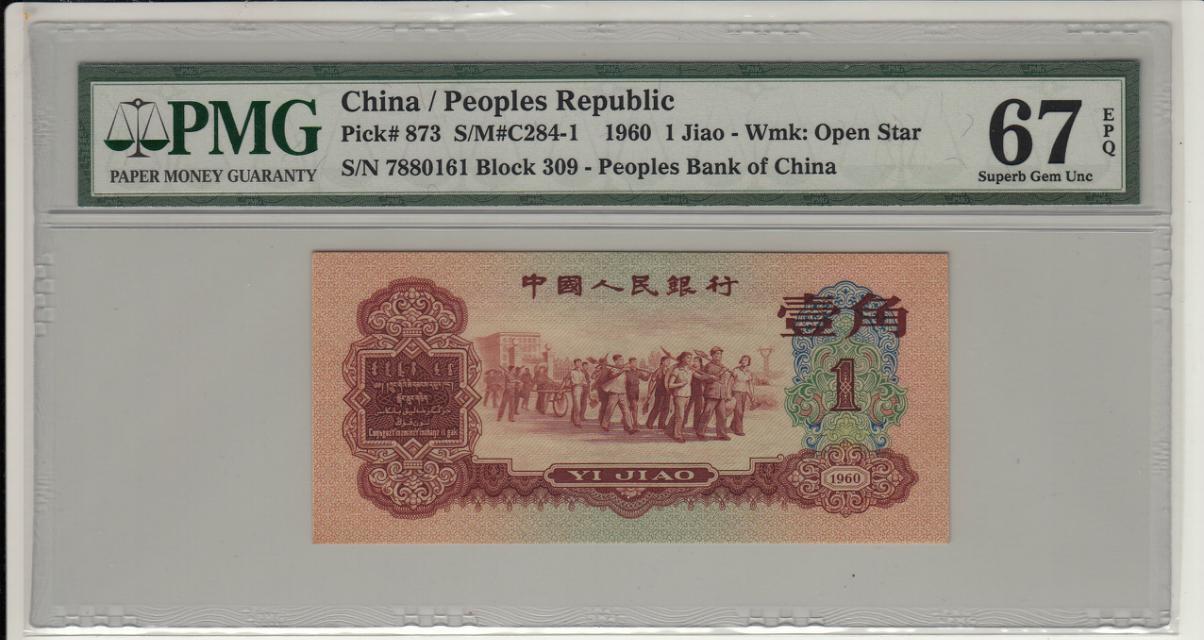 PMG
PAPER MONEY GUARANTY
China / Peoples Republic
Pick# 873 S/M#C284-1 1960 1 Jiao - Wmk: Open Star
S/N 7880161 Block 309 - Peoples Bank of China
67
EPQ
Superb Gem Unc
中國人民銀行
壹角
1
YI JIAO
1960